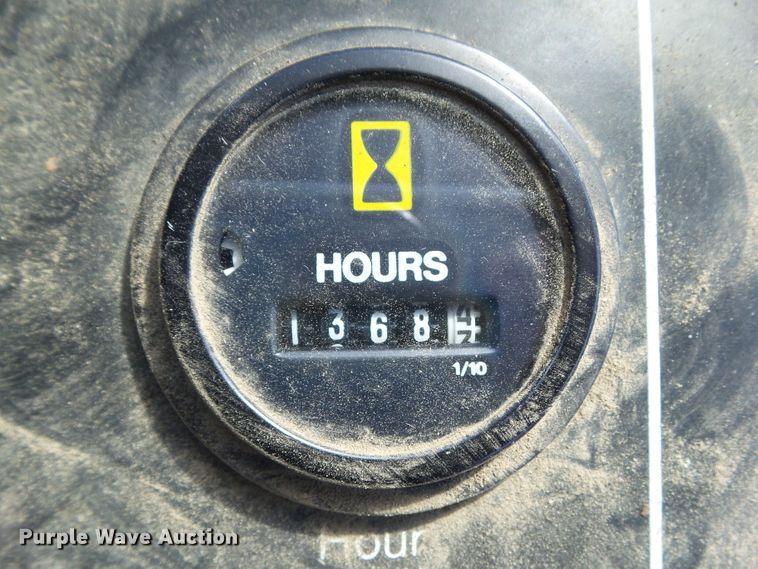 HOURS
1 3 6 8
1/10
Hour
Purple Wave Auction